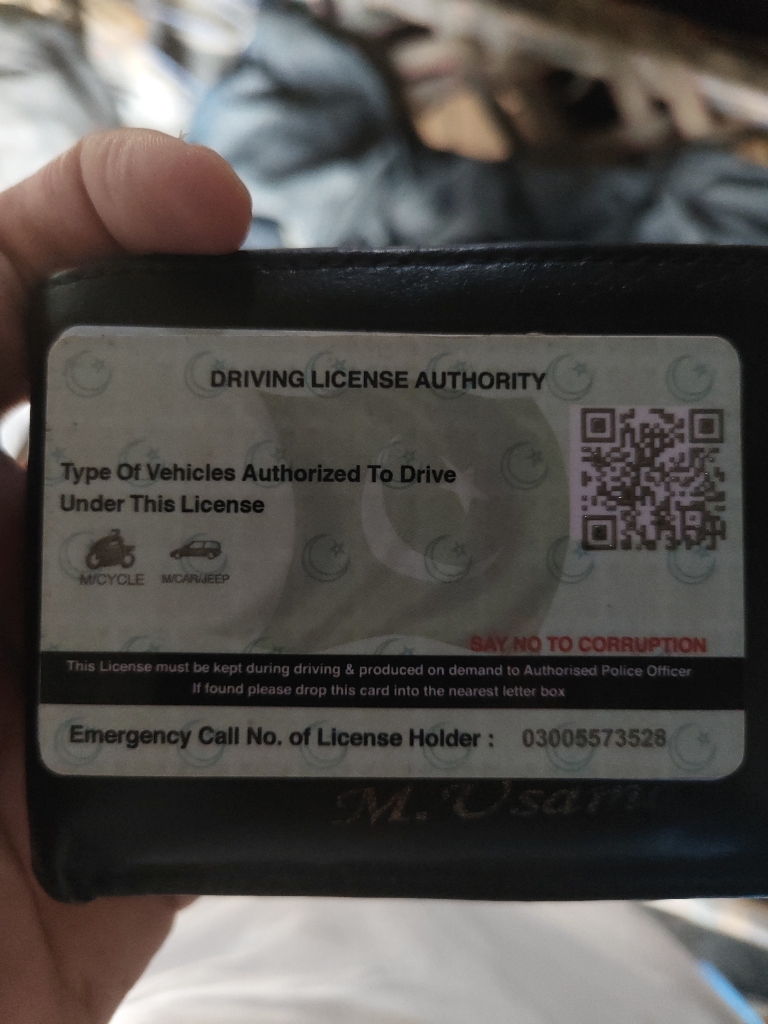 DRIVING LICENSE AUTHORITY
Type Of Vehicles Authorized To Drive
Under This License
M/CYCLE M/CAR/JEEP
SAY NO TO CORRUPTION
This License must be kept during driving & produced on demand to Authorised Police Officer
If found please drop this card into the nearest letter box
Emergency Call No. of License Holder : 03005573528
M. Usama